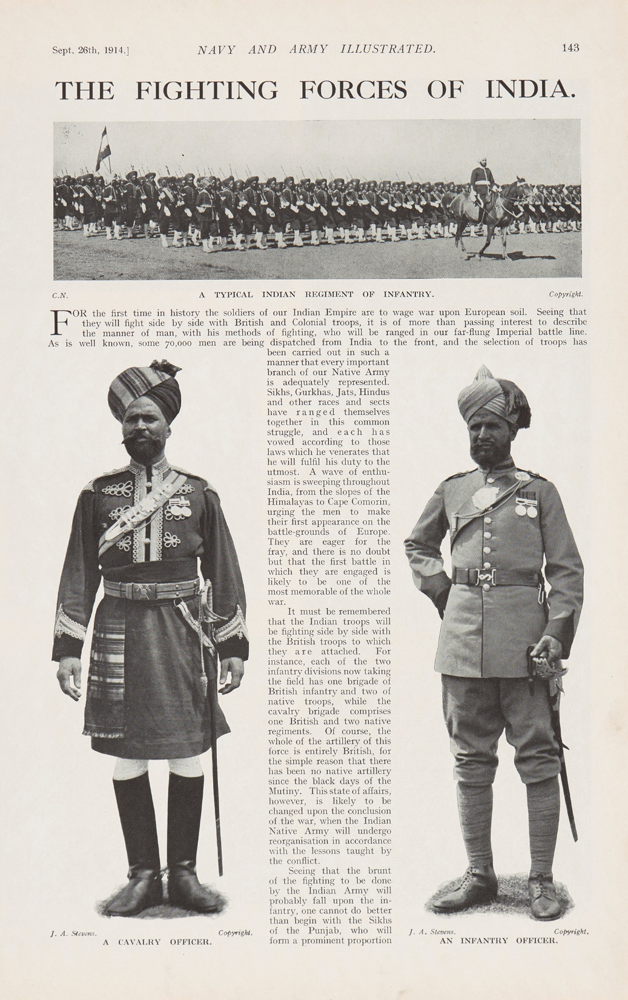 Sept. 26th, 1914.] NAVY AND ARMY ILLUSTRATED. 143
THE FIGHTING FORCES OF INDIA.
C.N. A TYPICAL INDIAN REGIMENT OF INFANTRY. Copyright.
FOR the first time in history the soldiers of our Indian Empire are to wage war upon European soil. Seeing that
they will fight side by side with British and Colonial troops, it is of more than passing interest to describe
the manner of man, with his methods of fighting, who will be ranged in our far-flung Imperial battle line.
As is well known, some 70,000 men are being dispatched from India to the front, and the selection of troops has
been carried out in such a
manner that every important
branch of our Native Army
is adequately represented.
Sikhs, Gurkhas, Jats, Hindus
and other races and sects
have ranged themselves
together in this common
struggle, and each has
vowed according to those
laws which he venerates that
he will fulfil his duty to the
utmost. A wave of enthu-
siasm is sweeping throughout
India, from the slopes of the
Himalayas to Cape Comorin,
urging the men to make
their first appearance on the
battle-grounds of Europe.
They are eager for the
fray, and there is no doubt
but that the first battle in
which they are engaged is
likely to be one of the
most memorable of the whole
war.
It must be remembered
that the Indian troops will
be fighting side by side with
the British troops to which
they are attached. For
instance, each of the two
infantry divisions now taking
the field has one brigade of
British infantry and two of
native troops, while the
cavalry brigade comprises
one British and two native
regiments. Of course, the
whole of the artillery of this
force is entirely British, for
the simple reason that there
has been no native artillery
since the black days of the
Mutiny. This state of affairs,
however, is likely to be
changed upon the conclusion
of the war, when the Indian
Native Army will undergo
reorganisation in accordance
with the lessons taught by
the conflict.
Seeing that the brunt
of the fighting to be done
by the Indian Army will
probably fall upon the in-
fantry, one cannot do better
than begin with the Sikhs
of the Punjab, who will
form a prominent proportion
J. A. Stevens. Copyright.
A CAVALRY OFFICER.
J. A. Stevens. Copyright.
AN INFANTRY OFFICER.